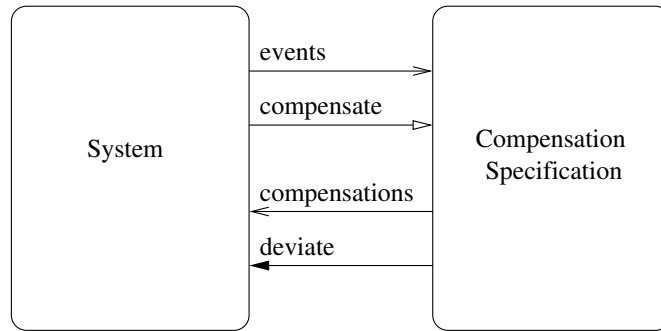 events
compensate
System
Compensation
Specification
compensations
deviate